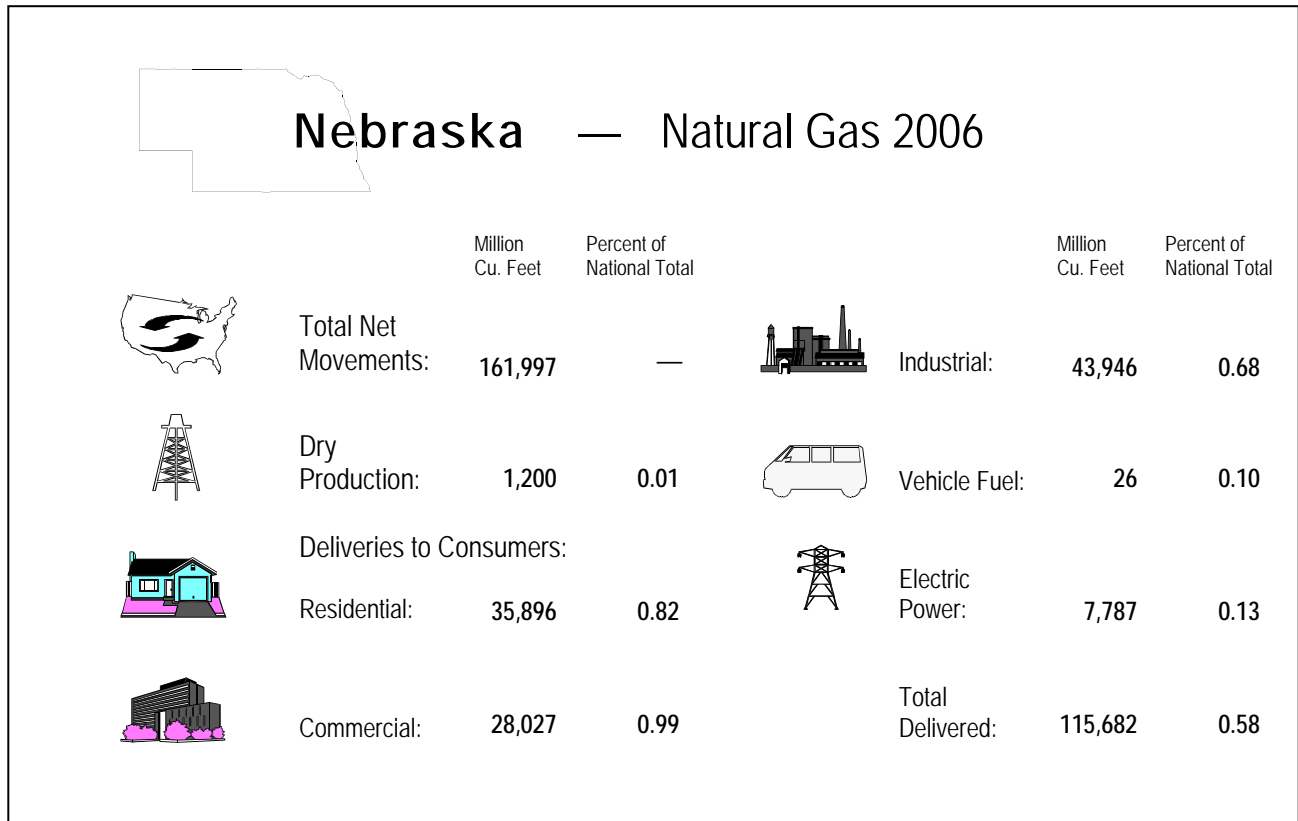 Nebraska — Natural Gas 2006
Million Cu. Feet
Percent of National Total
Total Net Movements: 161,997 —
Dry Production: 1,200 0.01
Deliveries to Consumers:
Residential: 35,896 0.82
Commercial: 28,027 0.99
Million Cu. Feet
Percent of National Total
Industrial: 43,946 0.68
Vehicle Fuel: 26 0.10
Electric Power: 7,787 0.13
Total Delivered: 115,682 0.58